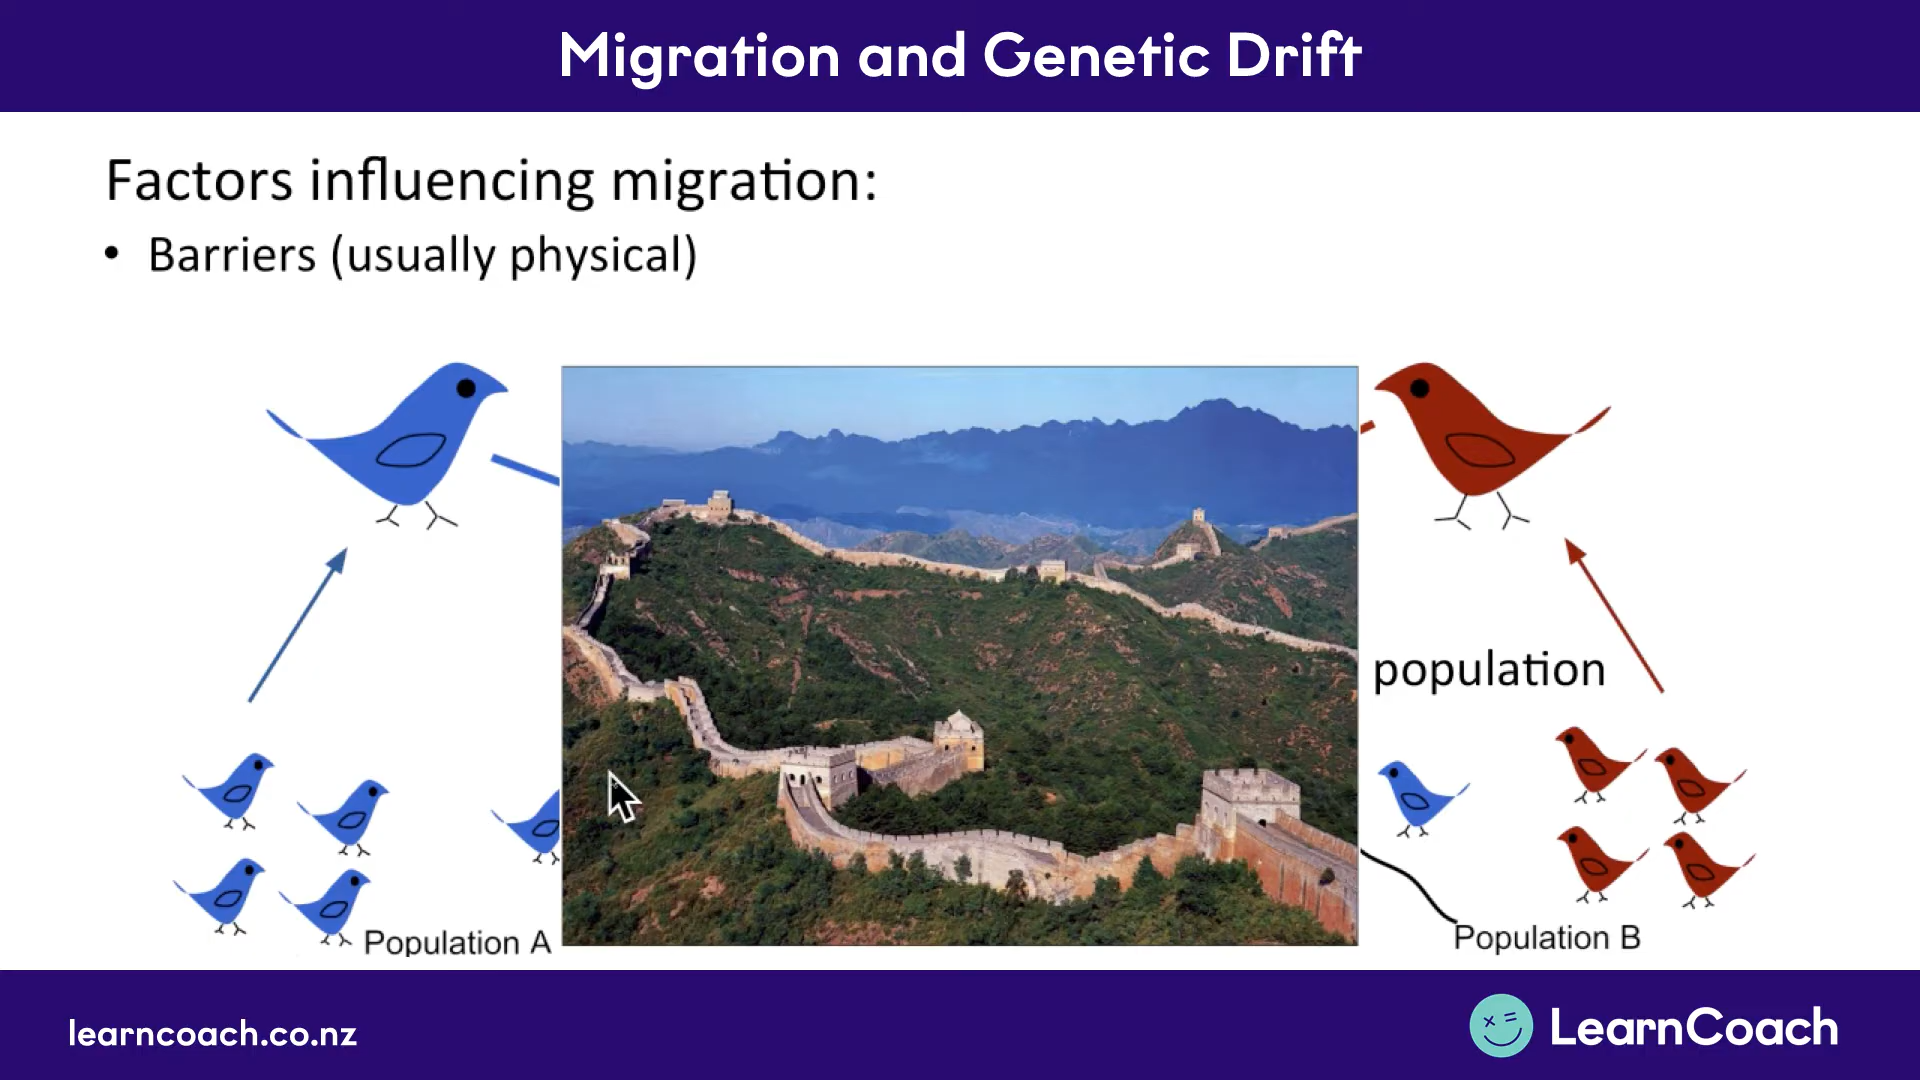 Migration and Genetic Drift
Factors influencing migration:
• Barriers (usually physical)
population
Population A
Population B
learncoach.co.nz
LearnCoach